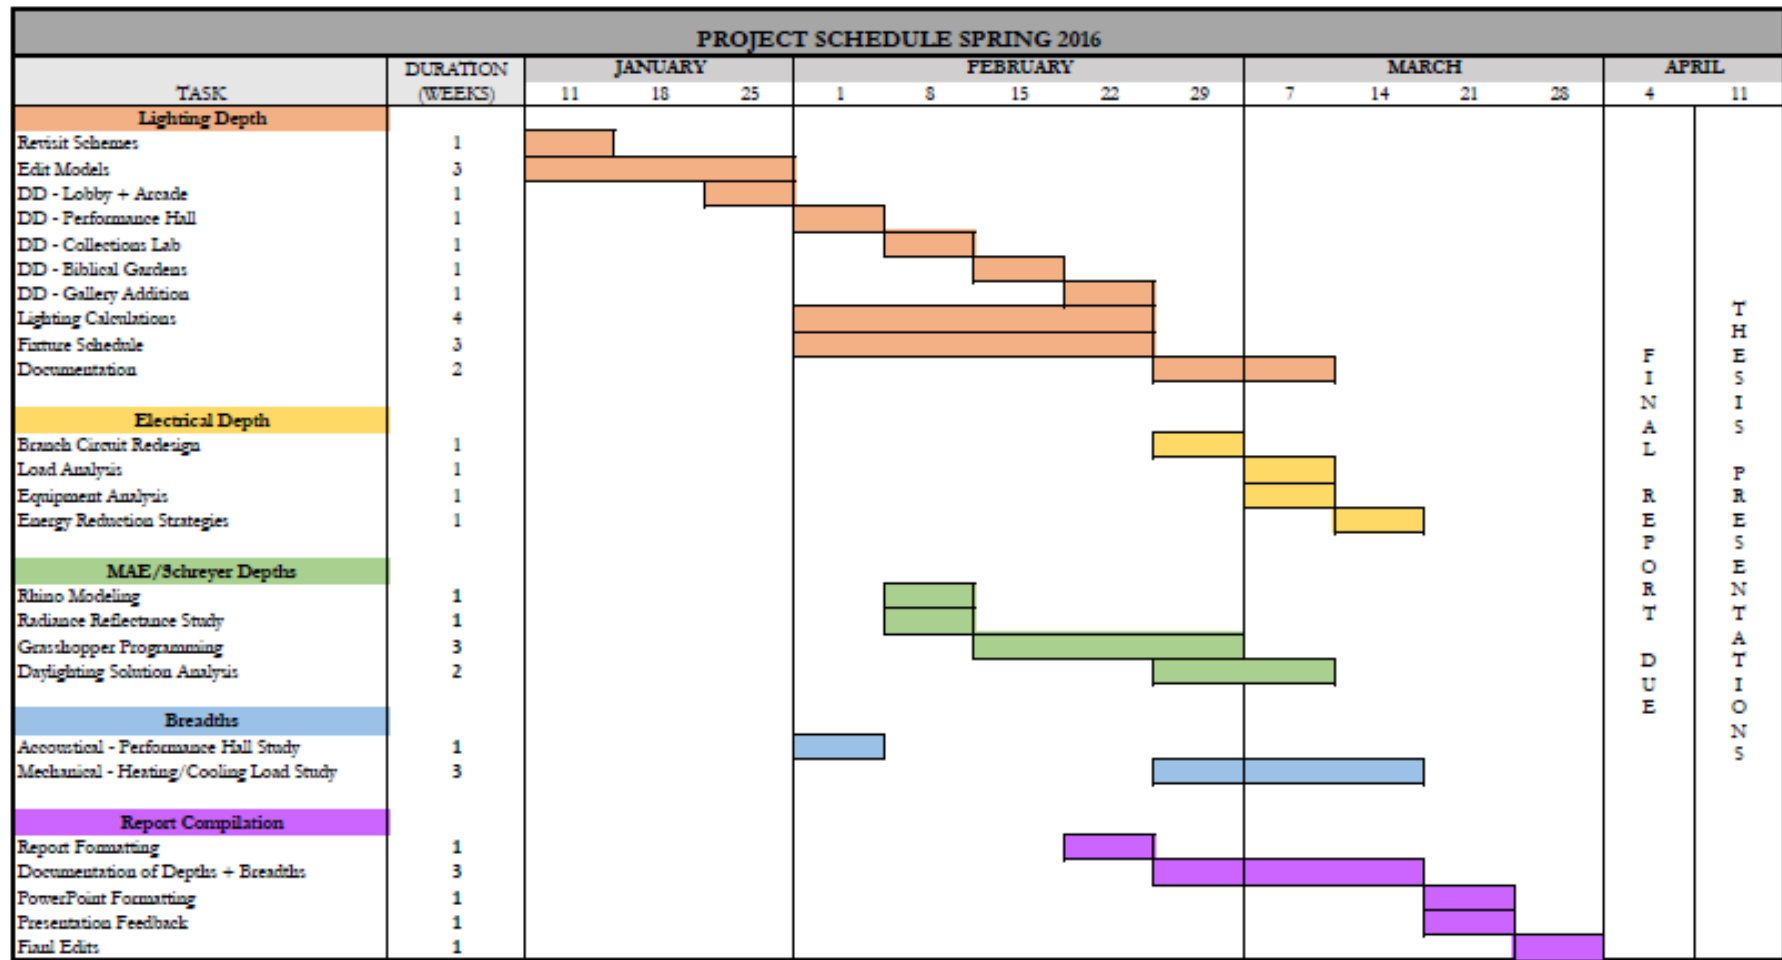 PROJECT SCHEDULE SPRING 2016
TASK DURATION (WEEKS) JANUARY FEBRUARY MARCH APRIL
11 18 25 1 8 15 22 29 7 14 21 28 4 11
Lighting Depth
Revisit Schemes 1
Edit Models 3
DD - Lobby + Arcade 1
DD - Performance Hall 1
DD - Collections Lab 1
DD - Biblical Gardens 1
DD - Gallery Addition 1
Lighting Calculations 4
Fixture Schedule 3
Documentation 2
Electrical Depth
Branch Circuit Redesign 1
Load Analysis 1
Equipment Analysis 1
Energy Reduction Strategies 1
MAE/Schreyer Depths
Rhino Modeling 1
Radiance Reflectance Study 1
Grasshopper Programming 3
Daylighting Solution Analysis 2
Breadths
Accoustical - Performance Hall Study 1
Mechanical - Heating/Cooling Load Study 3
Report Compilation
Report Formatting 1
Documentation of Depths + Breadths 3
PowerPoint Formatting 1
Presentation Feedback 1
Fianl Edits 1
FINAL REPORT DUE
THESIS PRESENTATIONS